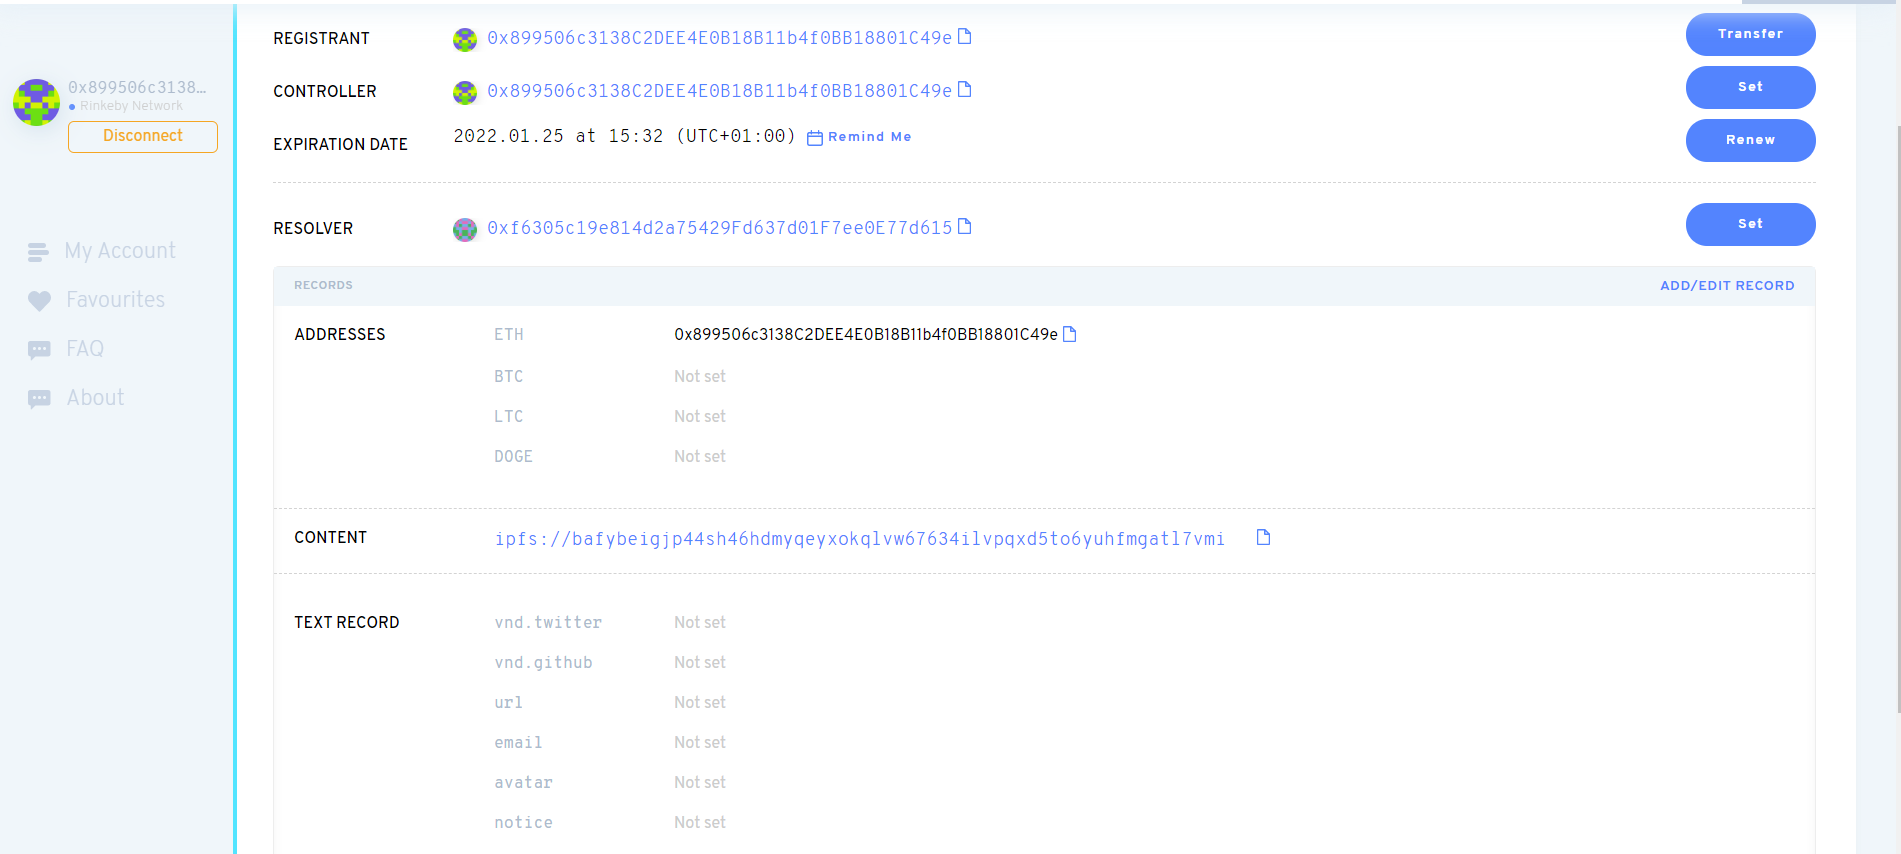 0x899506c3138...
Rinkeby Network
Disconnect
My Account
Favourites
FAQ
About
REGISTRANT 0x899506c3138C2DEE4E0B18B11b4f0BB18801C49e Transfer
CONTROLLER 0x899506c3138C2DEE4E0B18B11b4f0BB18801C49e Set
EXPIRATION DATE 2022.01.25 at 15:32 (UTC+01:00) Remind Me Renew
RESOLVER 0xf6305c19e814d2a75429Fd637d01F7ee0E77d615 Set
RECORDS ADD/EDIT RECORD
ADDRESSES ETH 0x899506c3138C2DEE4E0B18B11b4f0BB18801C49e
BTC Not set
LTC Not set
DOGE Not set
CONTENT ipfs://bafybeigjp44sh46hdmyqeyxokqlvw67634ilvpqxd5to6yuhfmgatl7vmi
TEXT RECORD vnd.twitter Not set
vnd.github Not set
url Not set
email Not set
avatar Not set
notice Not set